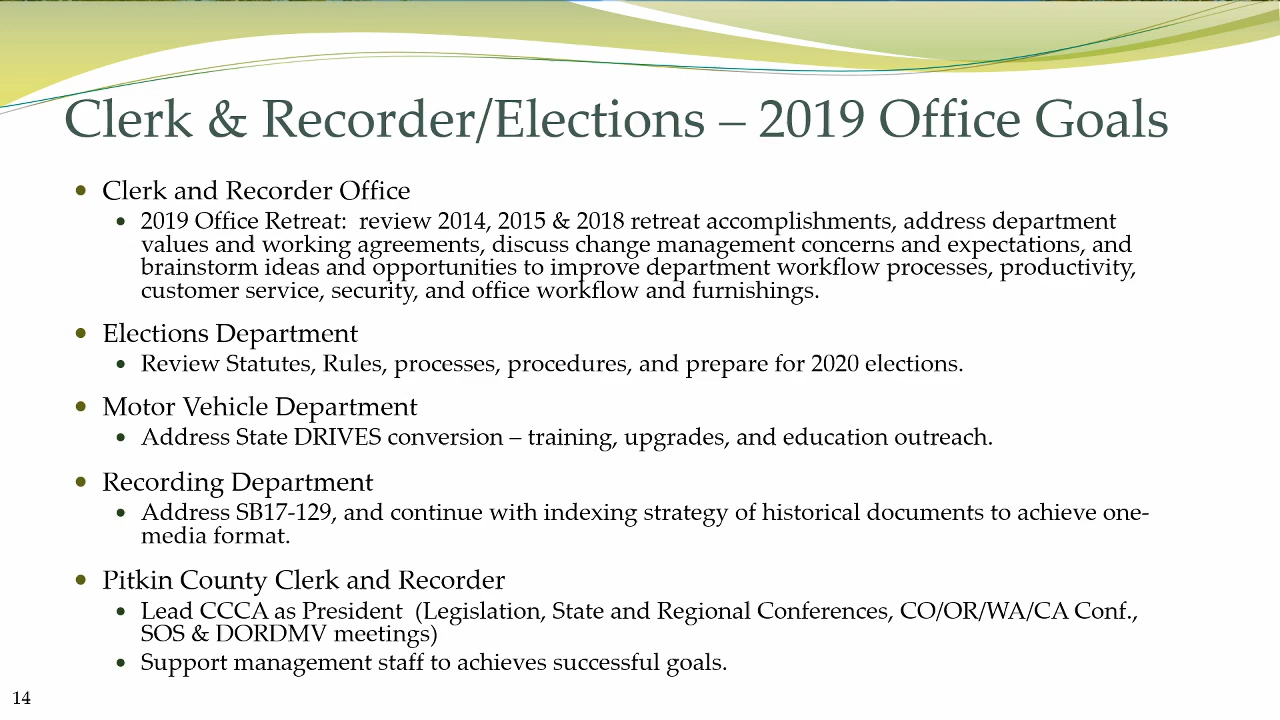 Clerk & Recorder/Elections – 2019 Office Goals
• Clerk and Recorder Office
• 2019 Office Retreat:  review 2014, 2015 & 2018 retreat accomplishments, address department
values and working agreements, discuss change management concerns and expectations, and
brainstorm ideas and opportunities to improve department workflow processes, productivity,
customer service, security, and office workflow and furnishings.
• Elections Department
• Review Statutes, Rules, processes, procedures, and prepare for 2020 elections.
• Motor Vehicle Department
• Address State DRIVES conversion – training, upgrades, and education outreach.
• Recording Department
• Address SB17-129, and continue with indexing strategy of historical documents to achieve one-
media format.
• Pitkin County Clerk and Recorder
• Lead CCCA as President  (Legislation, State and Regional Conferences, CO/OR/WA/CA Conf.,
SOS & DORDMV meetings)
• Support management staff to achieves successful goals.
14